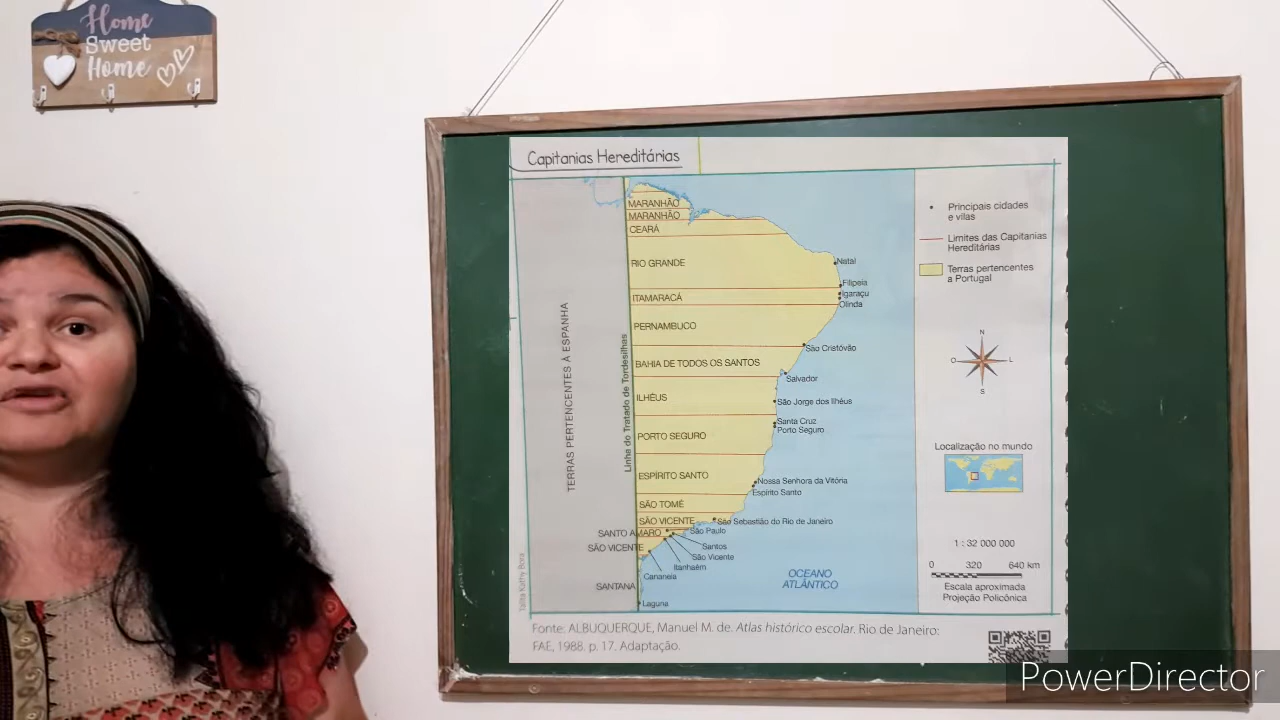 Home
Sweet
Home
Capitanias Hereditárias
MARANHÃO
MARANHÃO
CEARÁ
RIO GRANDE
ITAMARACÁ
PERNAMBUCO
BAHIA DE TODOS OS SANTOS
ILHÉUS
PORTO SEGURO
ESPÍRITO SANTO
SÃO TOMÉ
SÃO VICENTE
SANTO AMARO
SÃO VICENTE
SANTANA
TERRAS PERTENCENTES À ESPANHA
Linha do Tratado de Tordesilhas
Natal
Filipeia
Igaraçu
Olinda
São Cristóvão
Salvador
São Jorge dos Ilhéus
Santa Cruz
Porto Seguro
Nossa Senhora da Vitória
Espírito Santo
São Sebastião do Rio de Janeiro
São Paulo
Santos
São Vicente
Itanhaém
Cananeia
Laguna
OCEANO
ATLÂNTICO
Principais cidades
e vilas
Limites das Capitanias
Hereditárias
Terras pertencentes
a Portugal
N
O
L
S
Localização no mundo
1 : 32 000 000
0 320 640 km
Escala aproximada
Projeção Policônica
Fonte: ALBUQUERQUE, Manuel M. de. Atlas histórico escolar. Rio de Janeiro:
FAE, 1988. p. 17. Adaptação.
PowerDirector